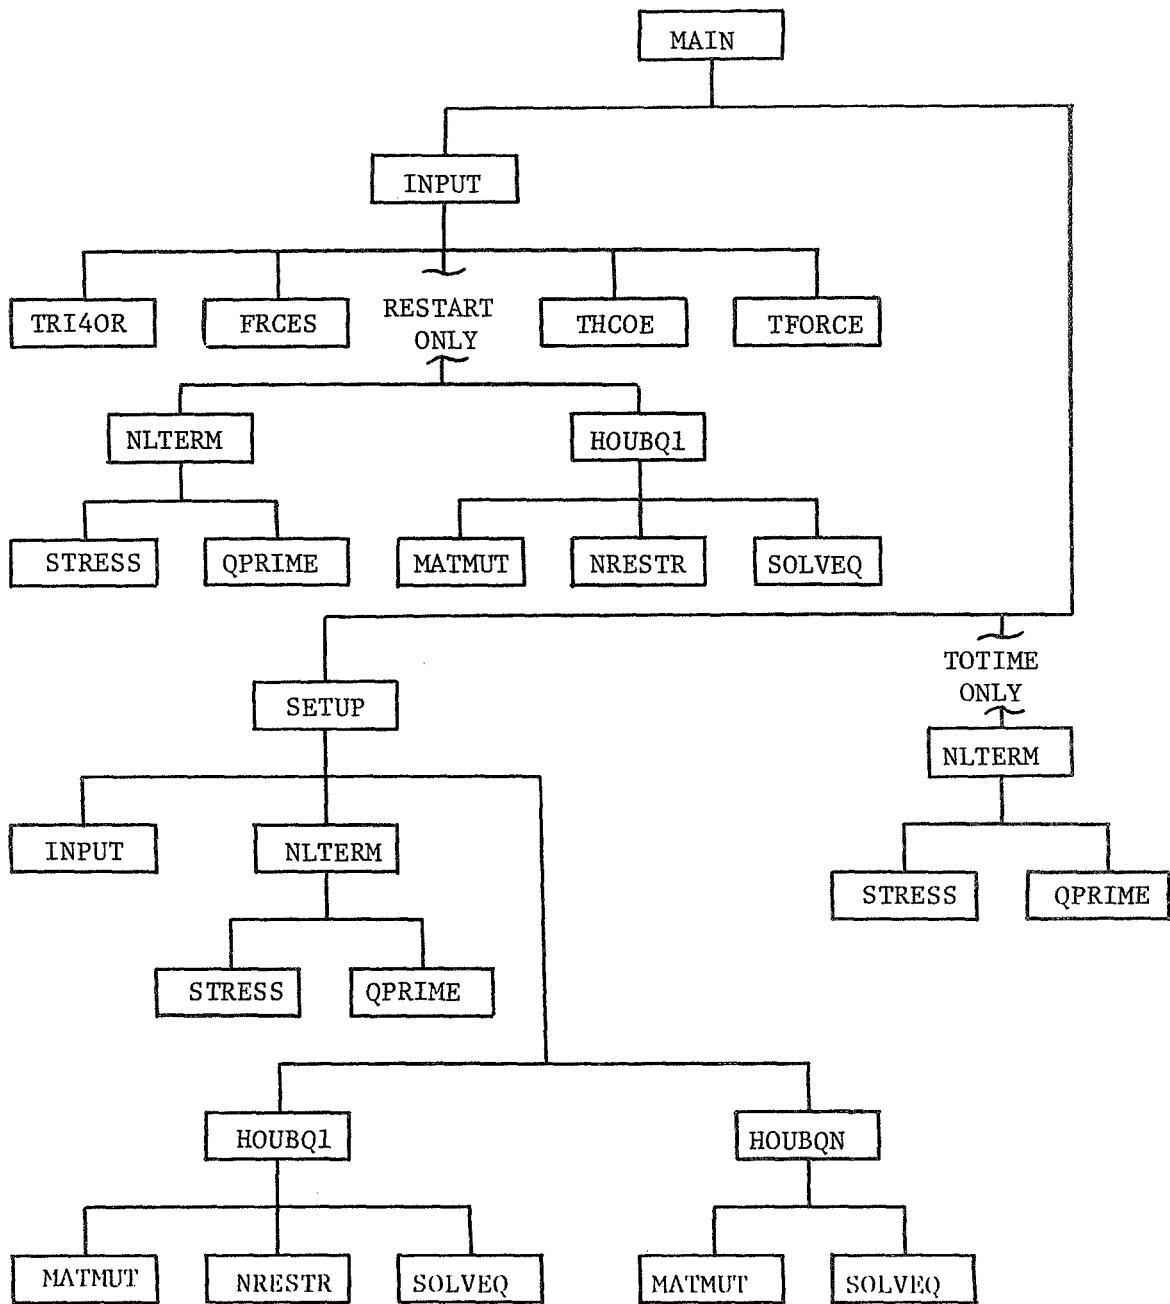 MAIN
INPUT
TRI4OR
FRCES
RESTART
ONLY
THCOE
TFORCE
NLTERM
HOUBQ1
STRESS
QPRIME
MATMUT
NRESTR
SOLVEQ
TOTIME
ONLY
SETUP
NLTERM
INPUT
NLTERM
STRESS
QPRIME
STRESS
QPRIME
HOUBQ1
HOUBQN
MATMUT
NRESTR
SOLVEQ
MATMUT
SOLVEQ